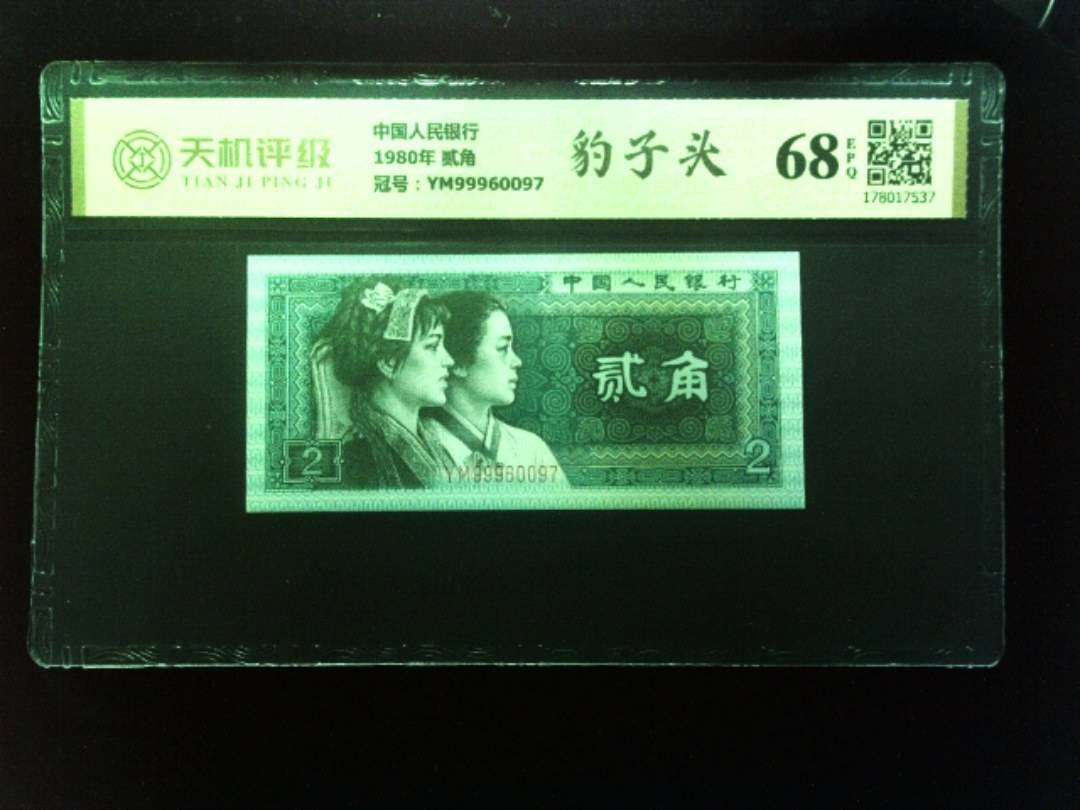 天机评级
TIAN JI PING JI
中国人民银行
1980年 贰角
冠号：YM99960097
豹子头
68
EPQ
178017537
中国人民银行
贰角
2
2
YM99960097